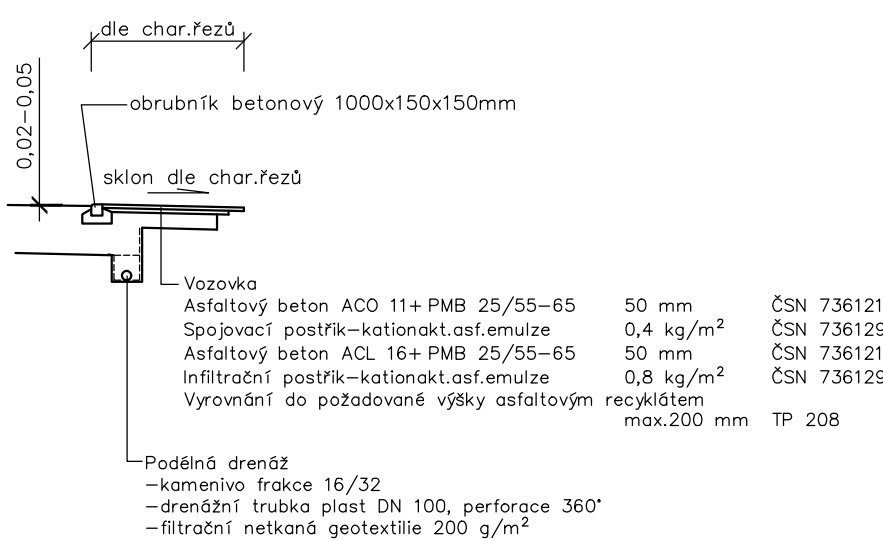 dle char.řezů
0,02-0,05
obrubník betonový 1000x150x150mm
sklon dle char.řezů
Vozovka
Asfaltový beton ACO 11+ PMB 25/55-65 50 mm ČSN 736121
Spojovací postřik-kationakt.asf.emulze 0,4 kg/m² ČSN 736129
Asfaltový beton ACL 16+ PMB 25/55-65 50 mm ČSN 736121
Infiltrační postřik-kationakt.asf.emulze 0,8 kg/m² ČSN 736129
Vyrovnání do požadované výšky asfaltovým recyklátem
max.200 mm TP 208
Podélná drenáž
-kamenivo frakce 16/32
-drenážní trubka plast DN 100, perforace 360°
-filtrační netkaná geotextilie 200 g/m²